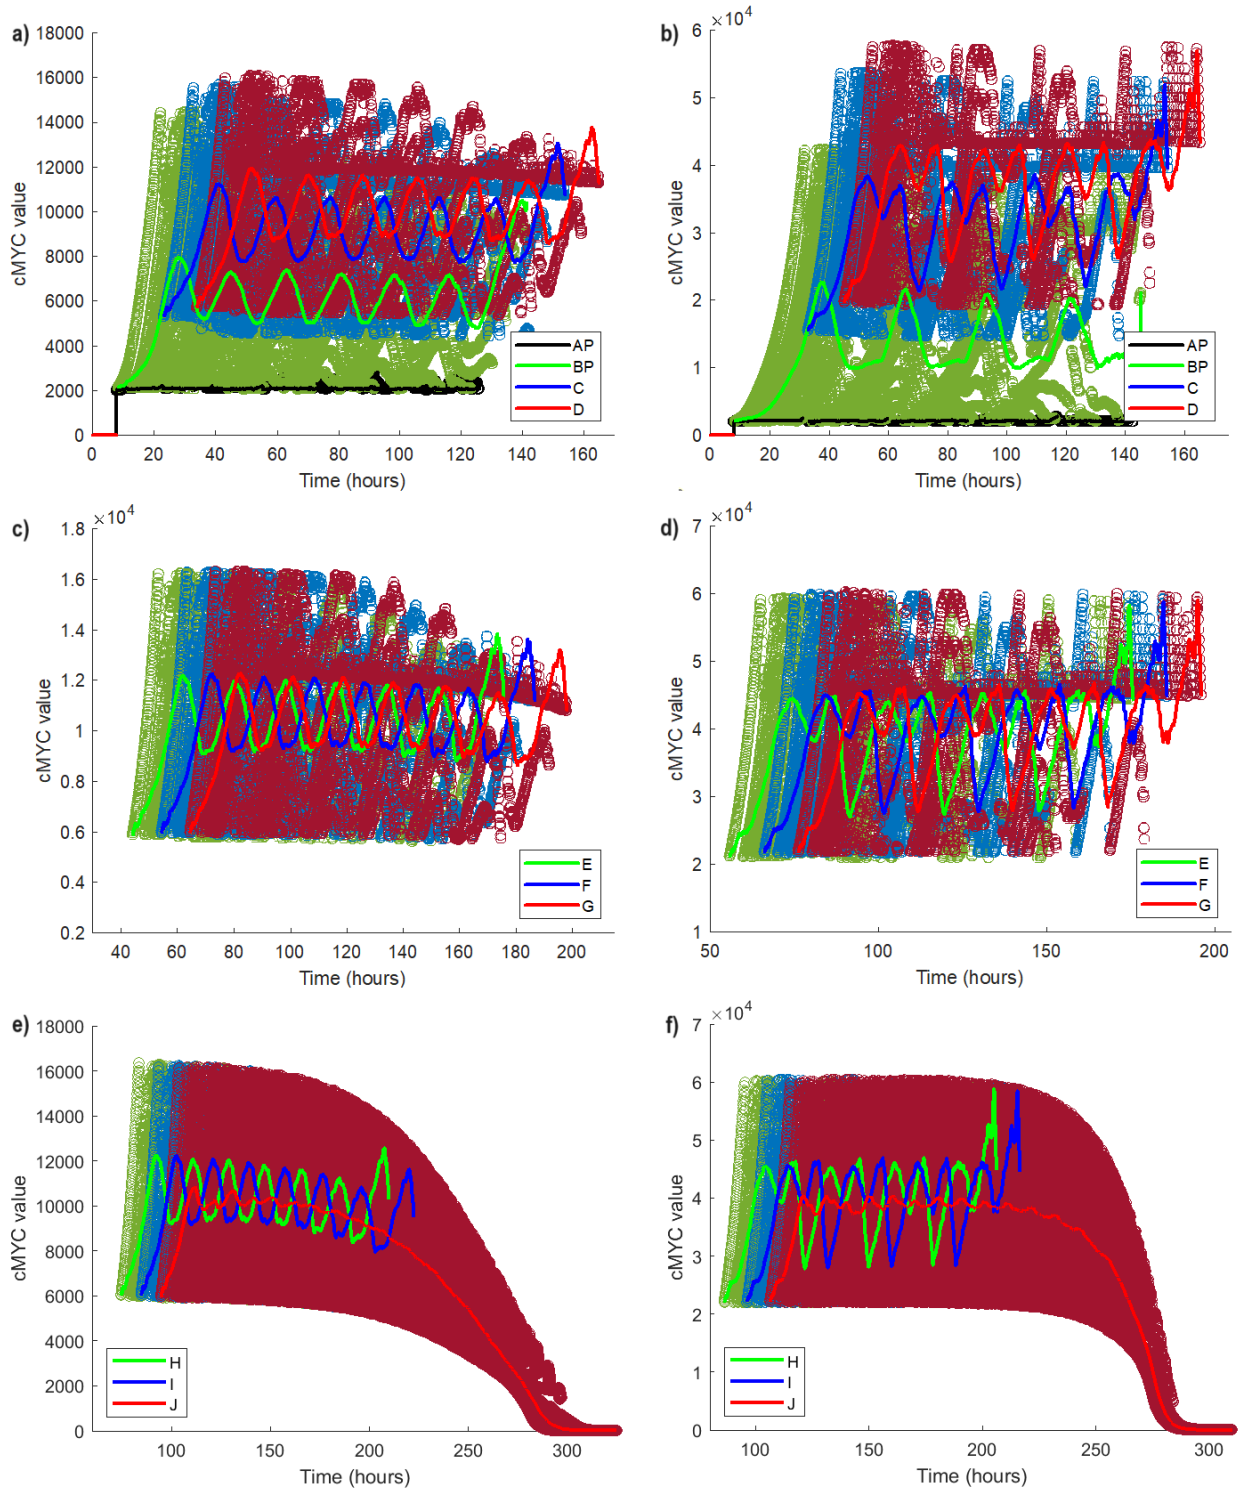 a)
18000
16000
14000
12000
10000
8000
6000
4000
2000
0
cMYC value
0 20 40 60 80 100 120 140 160
Time (hours)
AP
BP
C
D
b)
×10^4
6
5
4
3
2
1
0
cMYC value
0 20 40 60 80 100 120 140 160
Time (hours)
AP
BP
C
D
c)
×10^4
1.8
1.6
1.4
1.2
1
0.8
0.6
0.4
0.2
cMYC value
40 60 80 100 120 140 160 180 200
Time (hours)
E
F
G
d)
×10^4
7
6
5
4
3
2
1
cMYC value
50 100 150 200
Time (hours)
E
F
G
e)
18000
16000
14000
12000
10000
8000
6000
4000
2000
0
cMYC value
100 150 200 250 300
Time (hours)
H
I
J
f)
×10^4
7
6
5
4
3
2
1
0
cMYC value
100 150 200 250 300
Time (hours)
H
I
J